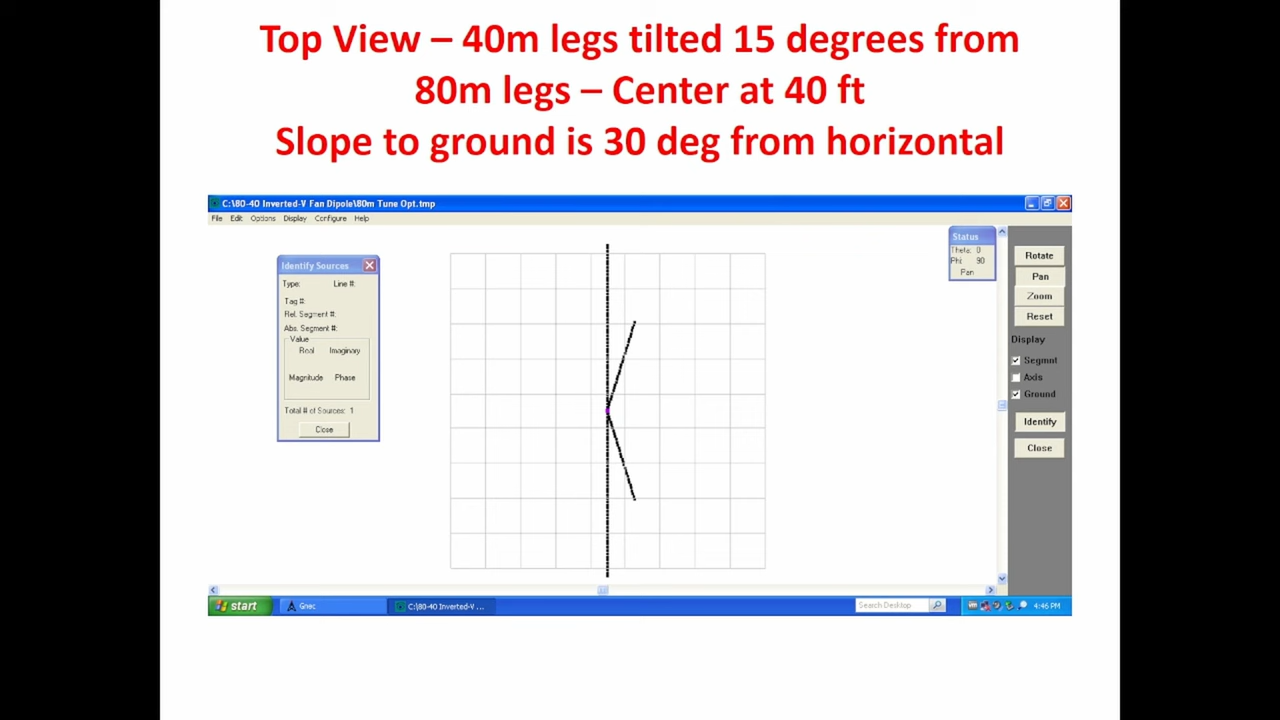 Top View – 40m legs tilted 15 degrees from
80m legs – Center at 40 ft
Slope to ground is 30 deg from horizontal
C:\80-40 Inverted-V Fan Dipole\80m Tune Opt.tmp
File Edit Options Display Configure Help
Identify Sources
Type: Line #:
Tag #:
Rel. Segment #:
Abs. Segment #:
Value
Real Imaginary
Magnitude Phase
Total # of Sources: 1
Close
Status
Theta: 0
Phi: 90
Pan
Rotate
Pan
Zoom
Reset
Display
Segmnt
Axis
Ground
Identify
Close
start
Gnec
C:\80-40 Inverted-V ...
Search Desktop
4:46 PM